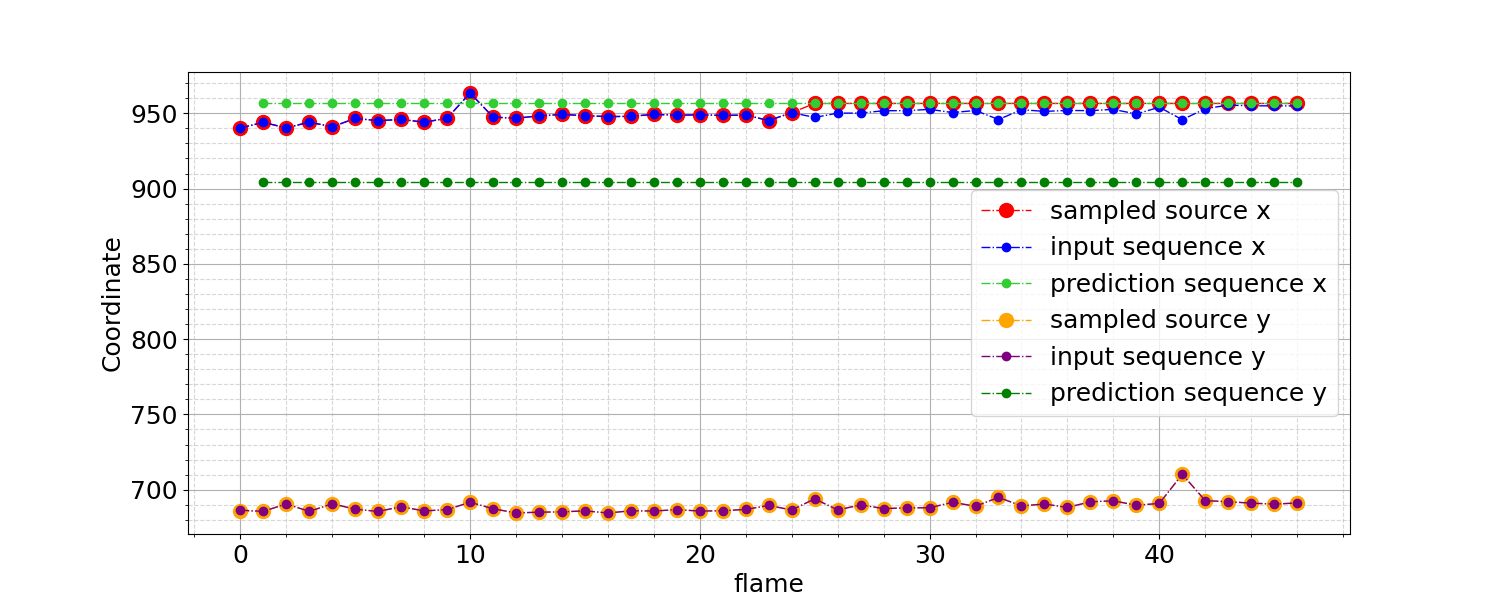 950
900
850
800
750
700
Coordinate
0
10
20
30
40
flame
sampled source x
input sequence x
prediction sequence x
sampled source y
input sequence y
prediction sequence y